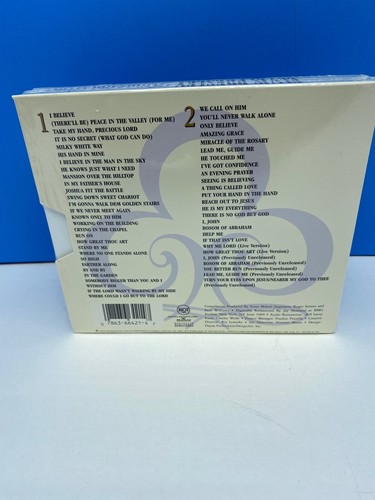 1
I BELIEVE
(THERE'LL BE) PEACE IN THE VALLEY (FOR ME)
TAKE MY HAND, PRECIOUS LORD
IT IS NO SECRET (WHAT GOD CAN DO)
MILKY WHITE WAY
HIS HAND IN MINE
I BELIEVE IN THE MAN IN THE SKY
HE KNOWS JUST WHAT I NEED
MANSION OVER THE HILLTOP
IN MY FATHER'S HOUSE
JOSHUA FIT THE BATTLE
SWING DOWN SWEET CHARIOT
I'M GONNA WALK DEM GOLDEN STAIRS
IF WE NEVER MEET AGAIN
KNOWN ONLY TO HIM
WORKING ON THE BUILDING
CRYING IN THE CHAPEL
RUN ON
HOW GREAT THOU ART
STAND BY ME
WHERE NO ONE STANDS ALONE
SO HIGH
FARTHER ALONG
BY AND BY
IN THE GARDEN
SOMEBODY BIGGER THAN YOU AND I
WITHOUT HIM
IF THE LORD WASN'T WALKING BY MY SIDE
WHERE COULD I GO BUT TO THE LORD
2
WE CALL ON HIM
YOU'LL NEVER WALK ALONE
ONLY BELIEVE
AMAZING GRACE
MIRACLE OF THE ROSARY
LEAD ME, GUIDE ME
HE TOUCHED ME
I'VE GOT CONFIDENCE
AN EVENING PRAYER
SEEING IS BELIEVING
A THING CALLED LOVE
PUT YOUR HAND IN THE HAND
REACH OUT TO JESUS
HE IS MY EVERYTHING
THERE IS NO GOD BUT GOD
I, JOHN
BOSOM OF ABRAHAM
HELP ME
IF THAT ISN'T LOVE
WHY ME LORD (Live Version)
HOW GREAT THOU ART (Live Version)
I, JOHN (Previously Unreleased)
BOSOM OF ABRAHAM (Previously Unreleased)
YOU BETTER RUN (Previously Unreleased)
LEAD ME, GUIDE ME (Previously Unreleased)
TURN YOUR EYES UPON JESUS/NEARER MY GOD TO THEE
(Previously Unreleased)
RCA